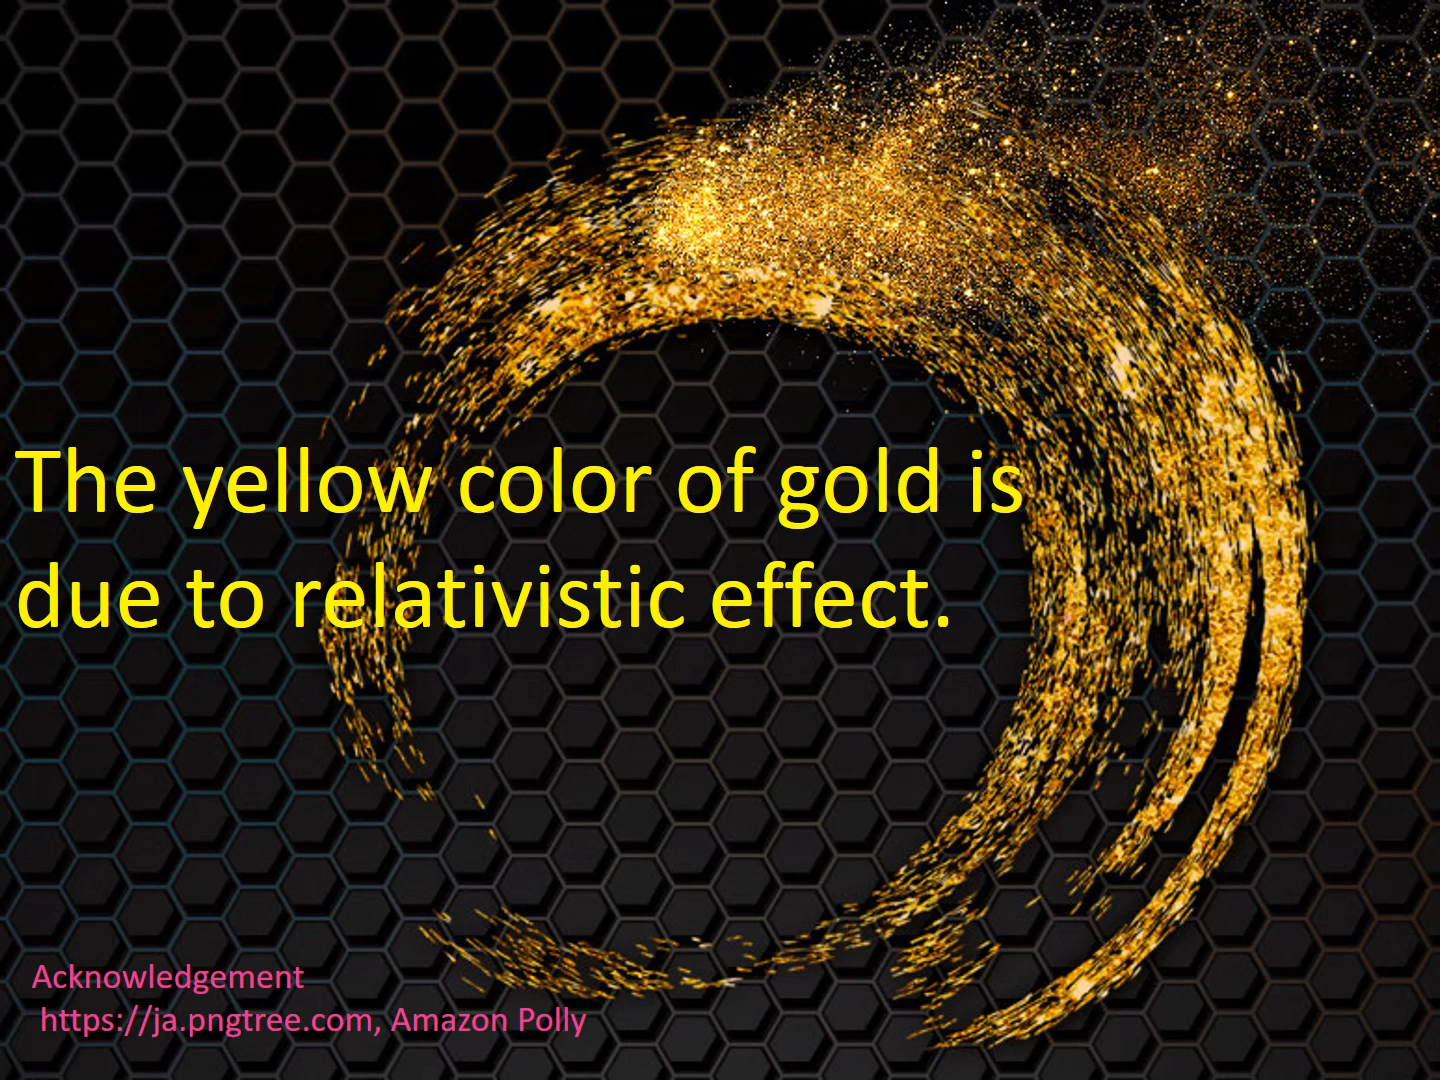 The yellow color of gold is
due to relativistic effect.
Acknowledgement
https://ja.pngtree.com, Amazon Polly